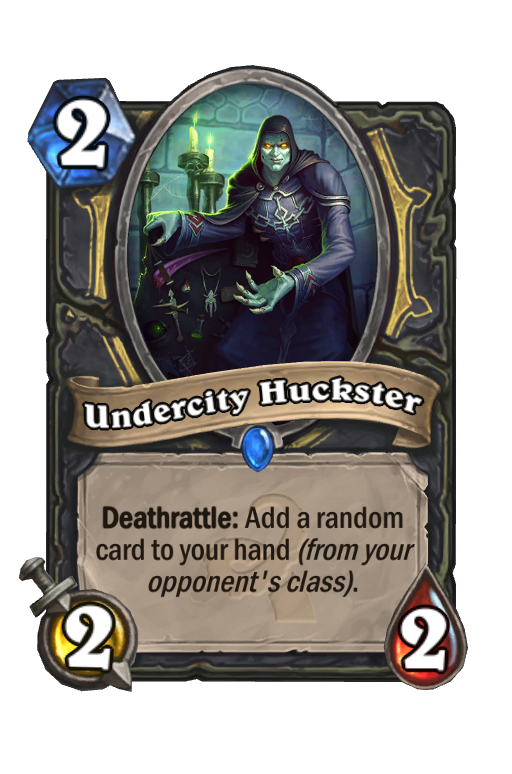 2
Undercity Huckster
Deathrattle: Add a random
card to your hand (from your
opponent's class).
2
2